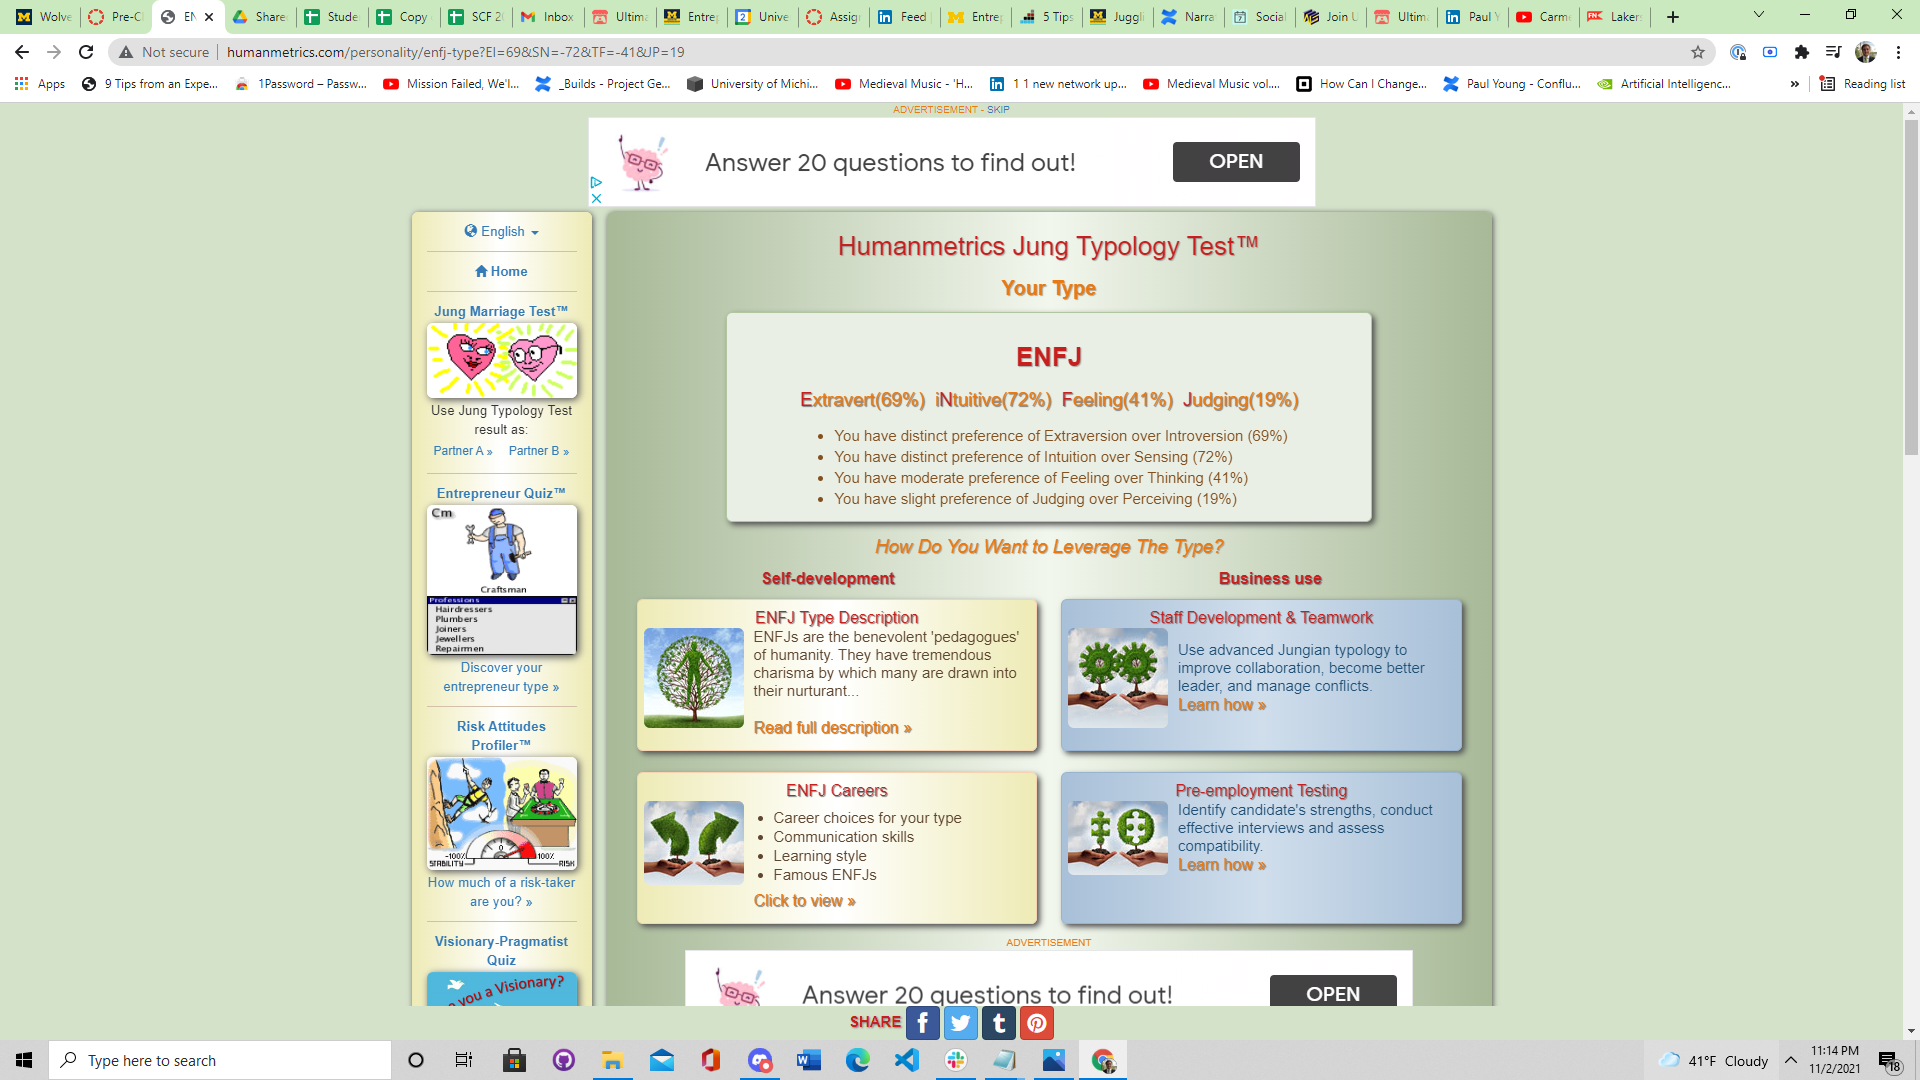 Wolve
Pre-Cl
EN
Share
Stude
Copy
SCF 2
Inbox
Ultima
Entrep
Unive
Assig
Feed
Entrep
5 Tips
Juggli
Narra
Social
Join U
Ultima
Paul Y
Carme
Lakers
Not secure
humanmetrics.com/personality/enfj-type?EI=69&SN=-72&TF=-41&JP=19
Apps
9 Tips from an Expe...
1Password – Passw...
Mission Failed, We'l...
_Builds - Project Ge...
University of Michi...
Medieval Music - 'H...
1 1 new network up...
Medieval Music vol....
How Can I Change...
Paul Young - Conflu...
Artificial Intelligenc...
»
Reading list
ADVERTISEMENT - SKIP
Answer 20 questions to find out!
OPEN
English
Home
Jung Marriage Test™
Use Jung Typology Test
result as:
Partner A »
Partner B »
Entrepreneur Quiz™
Cm
Craftsman
Professions
Hairdressers
Plumbers
Joiners
Jewellers
Repairmen
Discover your
entrepreneur type »
Risk Attitudes
Profiler™
-100%
0
100%
STABILITY
RISK
How much of a risk-taker
are you? »
Visionary-Pragmatist
Quiz
you a Visionary?
Humanmetrics Jung Typology Test™
Your Type
ENFJ
Extravert(69%) iNtuitive(72%) Feeling(41%) Judging(19%)
• You have distinct preference of Extraversion over Introversion (69%)
• You have distinct preference of Intuition over Sensing (72%)
• You have moderate preference of Feeling over Thinking (41%)
• You have slight preference of Judging over Perceiving (19%)
How Do You Want to Leverage The Type?
Self-development
ENFJ Type Description
ENFJs are the benevolent 'pedagogues'
of humanity. They have tremendous
charisma by which many are drawn into
their nurturant...
Read full description »
ENFJ Careers
• Career choices for your type
• Communication skills
• Learning style
• Famous ENFJs
Click to view »
Business use
Staff Development & Teamwork
Use advanced Jungian typology to
improve collaboration, become better
leader, and manage conflicts.
Learn how »
Pre-employment Testing
Identify candidate's strengths, conduct
effective interviews and assess
compatibility.
Learn how »
ADVERTISEMENT
Answer 20 questions to find out!
OPEN
SHARE
Type here to search
41°F Cloudy
11:14 PM
11/2/2021
18